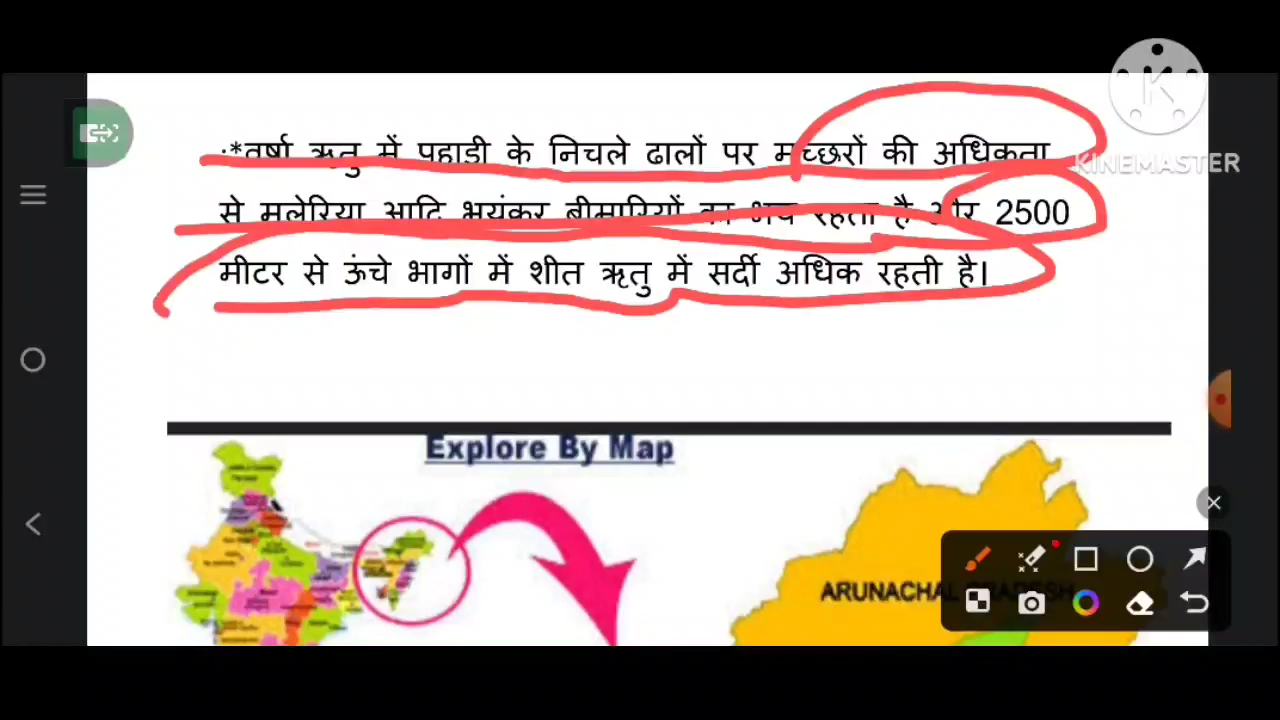 ·*वर्षा ऋतु में पहाड़ी के निचले ढालों पर मच्छरों की अधिकता
से मलेरिया आदि भयंकर बीमारियों का भय रहता है और 2500
मीटर से ऊंचे भागों में शीत ऋतु में सर्दी अधिक रहती है।
KINEMASTER
Explore By Map
ARUNACHAL PRADESH